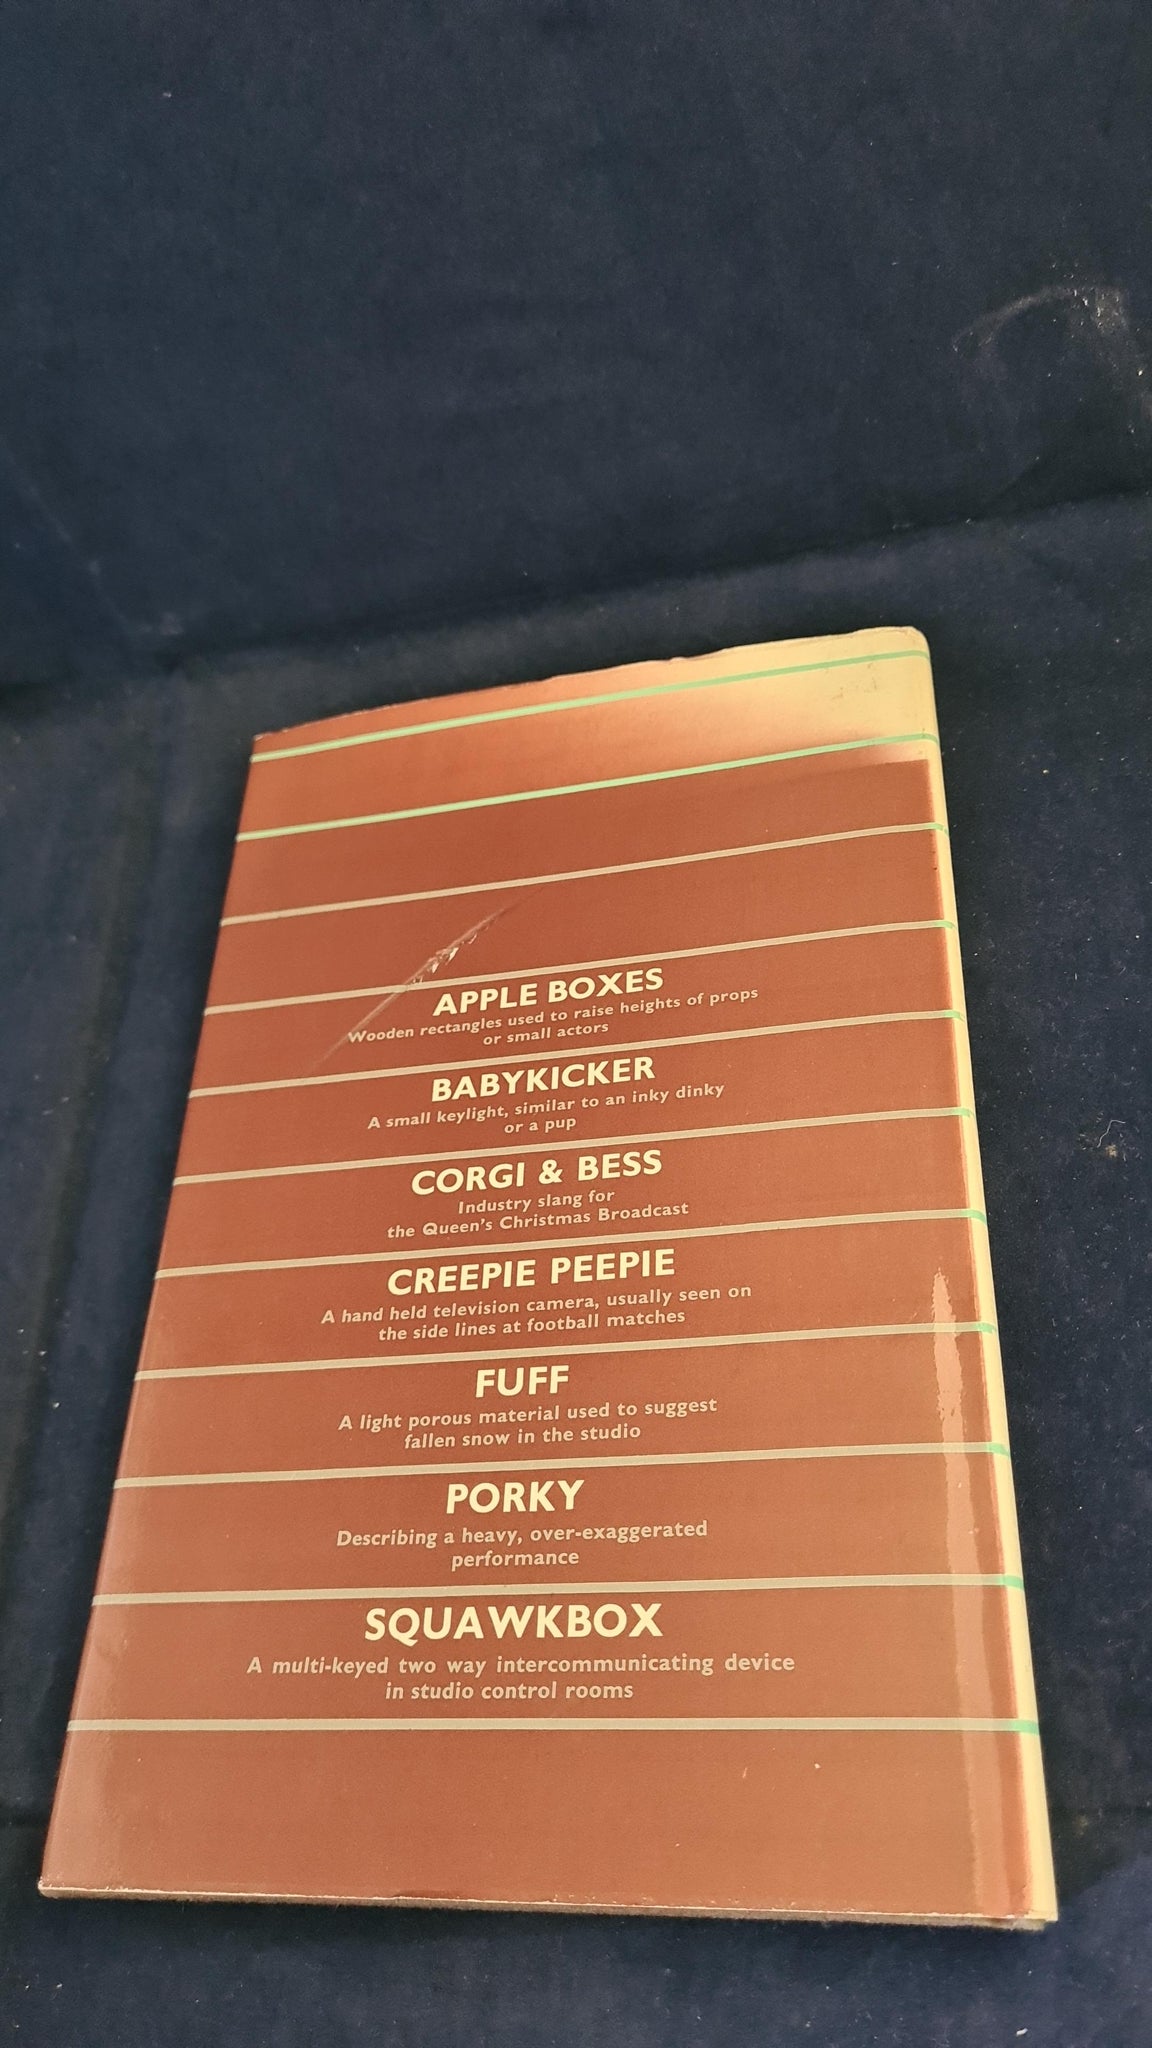 APPLE BOXES
Wooden rectangles used to raise heights of props
or small actors
BABYKICKER
A small keylight, similar to an inky dinky
or a pup
CORGI & BESS
Industry slang for
the Queen's Christmas Broadcast
CREEPIE PEEPIE
A hand held television camera, usually seen on
the side lines at football matches
FUFF
A light porous material used to suggest
fallen snow in the studio
PORKY
Describing a heavy, over-exaggerated
performance
SQUAWKBOX
A multi-keyed two way intercommunicating device
in studio control rooms